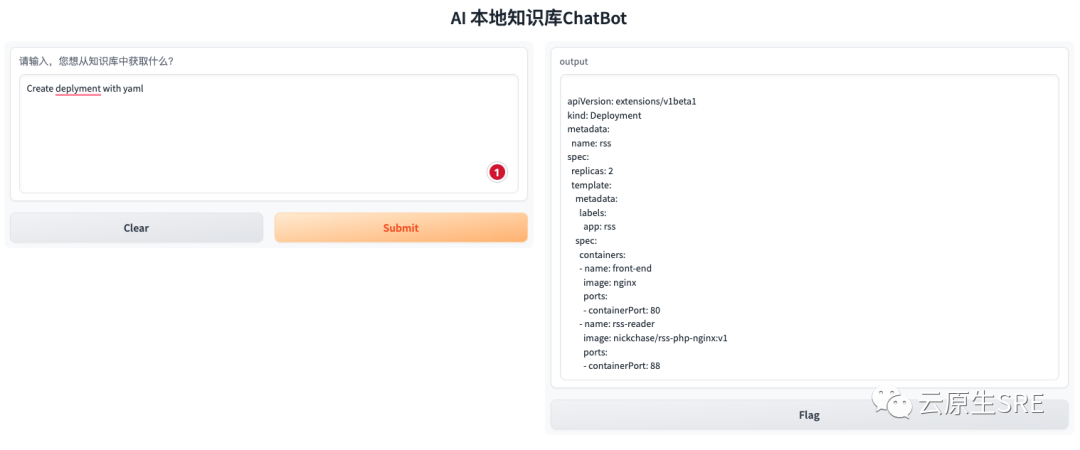 AI 本地知识库ChatBot
请输入，您想从知识库中获取什么?
Create deplyment with yaml
1
Clear
Submit
output
apiVersion: extensions/v1beta1
kind: Deployment
metadata:
  name: rss
spec:
  replicas: 2
  template:
    metadata:
      labels:
        app: rss
    spec:
      containers:
      - name: front-end
        image: nginx
        ports:
        - containerPort: 80
      - name: rss-reader
        image: nickchase/rss-php-nginx:v1
        ports:
        - containerPort: 88
Flag
云原生SRE